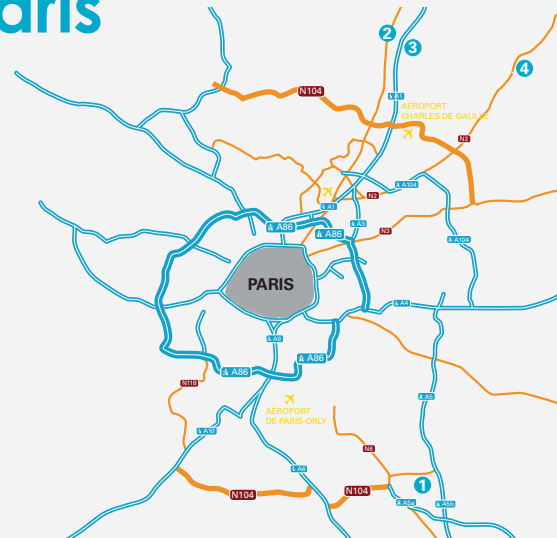 aris
2
3
4
N104
A1
AÉROPORT
CHARLES DE GAULLE
N2
A104
N2
A1
A3
A86
A86
N3
A104
PARIS
A4
A6
A86
A86
N118
AÉROPORT
DE PARIS-ORLY
A5
A10
N6
A6
N104
N104
1
A5a
A5b